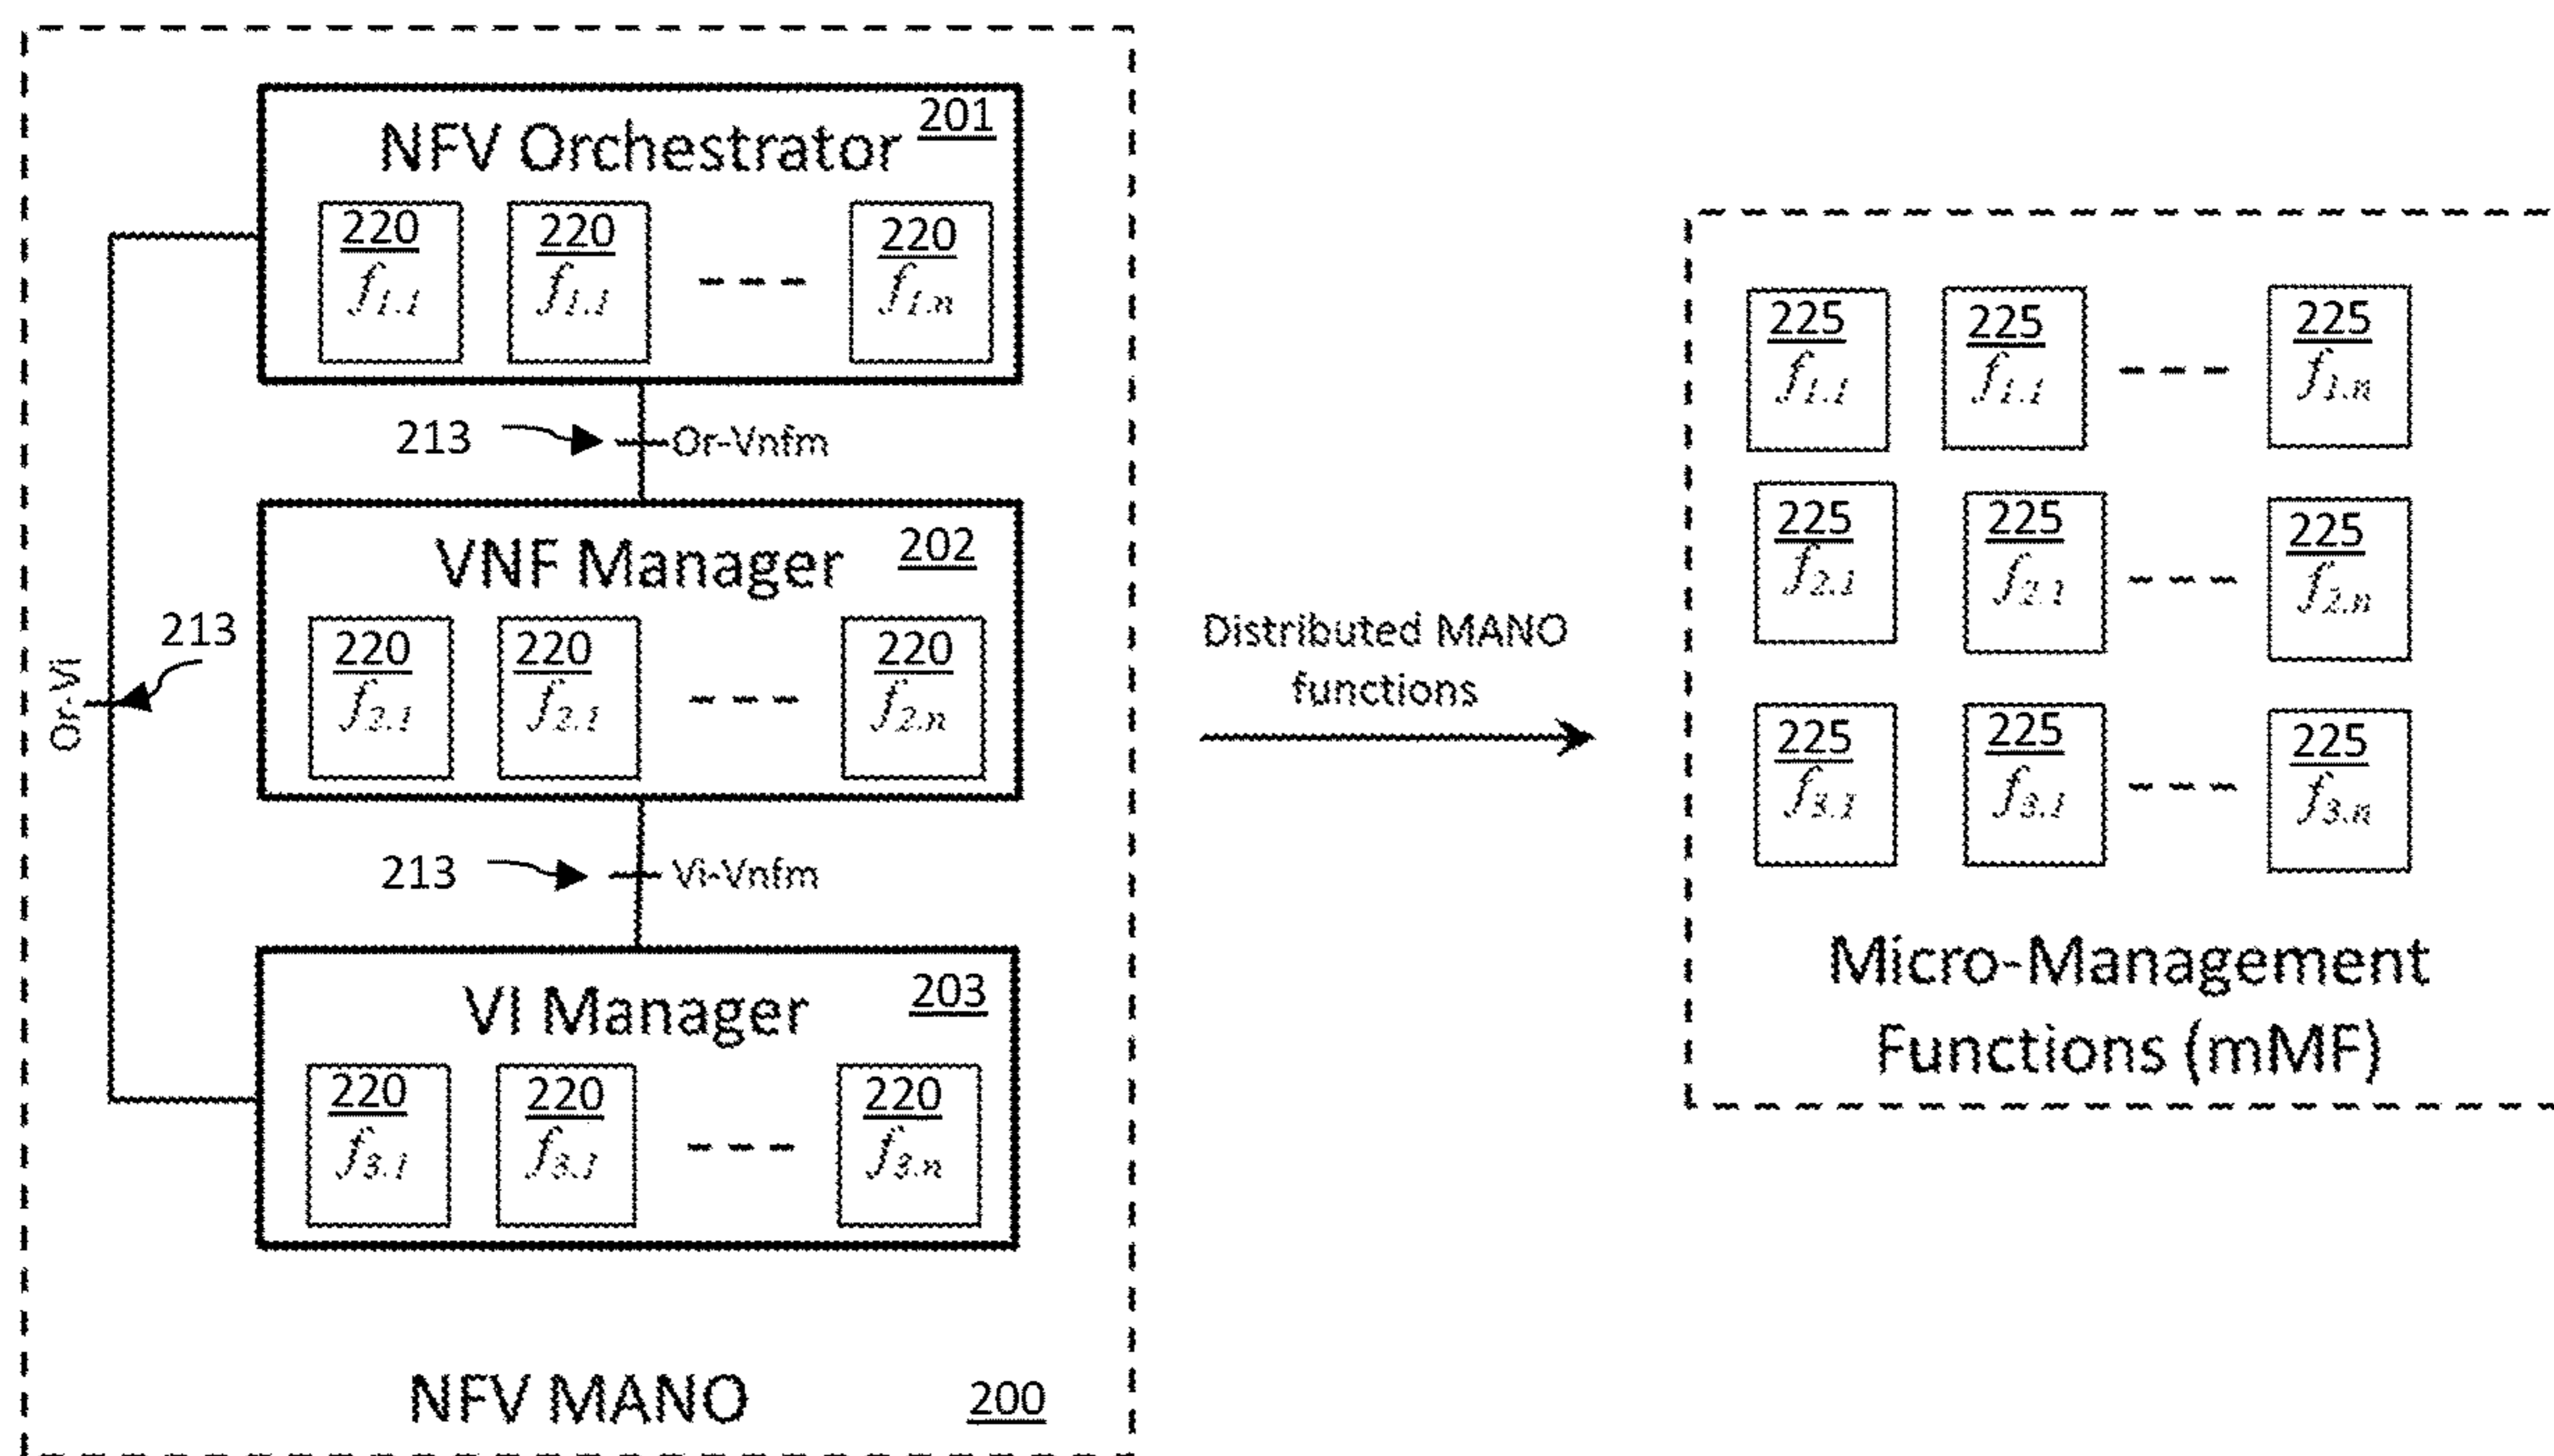 NFV Orchestrator 201
220 220 220
f1.1 f1.1 f1.n
213 Or-Vnfm
VNF Manager 202
220 220 220
f2.1 f2.1 f2.n
213
Or-Vi
213 Vi-Vnfm
VI Manager 203
220 220 220
f3.1 f3.1 f3.n
NFV MANO 200
Distributed MANO
functions
225 225 225
f1.1 f1.1 f1.n
225 225 225
f2.1 f2.1 f2.n
225 225 225
f3.1 f3.1 f3.n
Micro-Management
Functions (mMF)